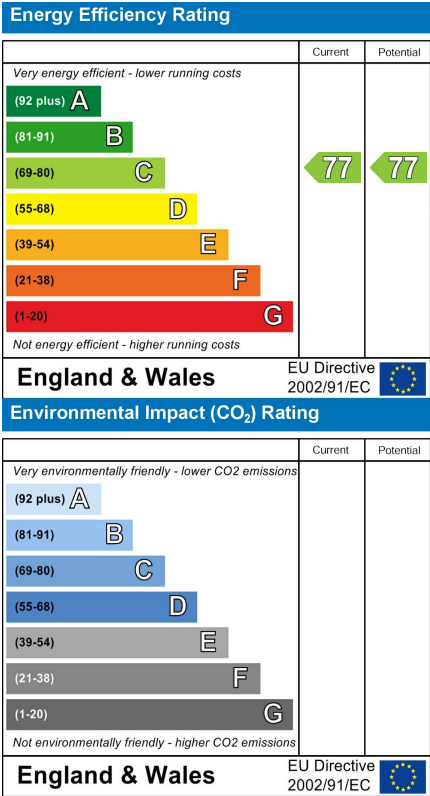 Energy Efficiency Rating
Current Potential
Very energy efficient - lower running costs
(92 plus) A
(81-91) B
(69-80) C 77 77
(55-68) D
(39-54) E
(21-38) F
(1-20) G
Not energy efficient - higher running costs
England & Wales
EU Directive
2002/91/EC
Environmental Impact (CO₂) Rating
Current Potential
Very environmentally friendly - lower CO2 emissions
(92 plus) A
(81-91) B
(69-80) C
(55-68) D
(39-54) E
(21-38) F
(1-20) G
Not environmentally friendly - higher CO2 emissions
England & Wales
EU Directive
2002/91/EC